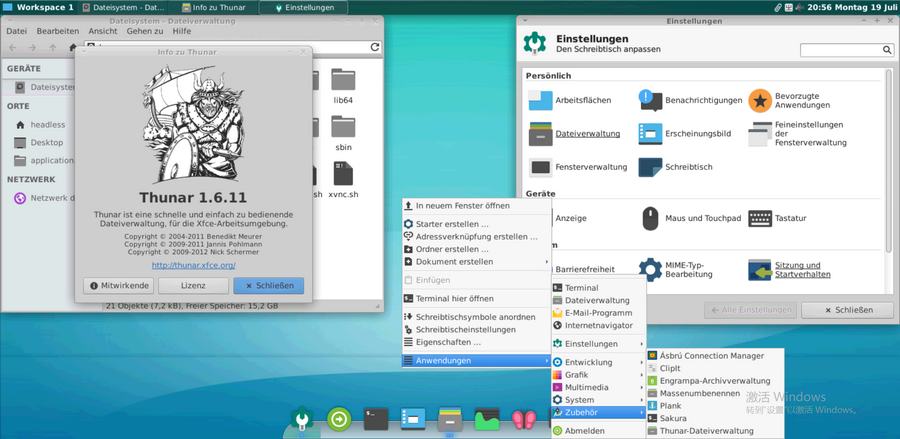 Workspace 1
Dateisystem - Dat...
Info zu Thunar
Einstellungen
20:56 Montag 19 Juli
Dateisystem - Dateiverwaltung
Datei Bearbeiten Ansicht Gehen zu Hilfe
GERÄTE
Dateisystem
ORTE
headless
Desktop
application
NETZWERK
Netzwerk d
lib64
sbin
xvnc.sh
21 Objekte (7,2 kB), Freier Speicher: 15,2 GB
Info zu Thunar
Thunar 1.6.11
Thunar ist eine schnelle und einfach zu bedienende
Dateiverwaltung, für die Xfce-Arbeitsumgebung.
Copyright © 2004-2011 Benedikt Meurer
Copyright © 2009-2011 Jannis Pohlmann
Copyright © 2009-2012 Nick Schermer
http://thunar.xfce.org/
Mitwirkende
Lizenz
Schließen
Einstellungen
Einstellungen
Den Schreibtisch anpassen
Persönlich
Arbeitsflächen
Benachrichtigungen
Bevorzugte
Anwendungen
Dateiverwaltung
Erscheinungsbild
Feineinstellungen
der
Fensterverwaltung
Fensterverwaltung
Schreibtisch
Geräte
Anzeige
Maus und Touchpad
Tastatur
m
Barrierefreiheit
MIME-Typ-
Bearbeitung
Sitzung und
Startverhalten
Alle Einstellungen
Schließen
In neuem Fenster öffnen
Starter erstellen ...
Adressverknüpfung erstellen ...
Ordner erstellen ...
Dokument erstellen
Einfügen
Terminal hier öffnen
Schreibtischsymbole anordnen
Schreibtischeinstellungen
Eigenschaften ...
Anwendungen
Terminal
Dateiverwaltung
E-Mail-Programm
Internetnavigator
Einstellungen
Entwicklung
Grafik
Multimedia
System
Zubehör
Abmelden
Ásbrú Connection Manager
ClipIt
Engrampa-Archivverwaltung
Massenumbenennen
Plank
Sakura
Thunar-Dateiverwaltung
激活 Windows
转到"设置"以激活 Windows。